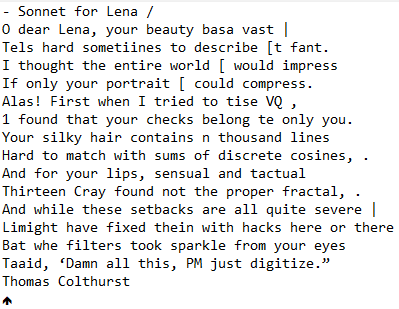 - Sonnet for Lena /
O dear Lena, your beauty basa vast |
Tels hard sometiines to describe [t fant.
I thought the entire world [ would impress
If only your portrait [ could compress.
Alas! First when I tried to tise VQ ,
1 found that your checks belong te only you.
Your silky hair contains n thousand lines
Hard to match with sums of discrete cosines, .
And for your lips, sensual and tactual
Thirteen Cray found not the proper fractal, .
And while these setbacks are all quite severe |
Limight have fixed thein with hacks here or there
Bat whe filters took sparkle from your eyes
Taaid, ‘Damn all this, PM just digitize.”
Thomas Colthurst
🡹